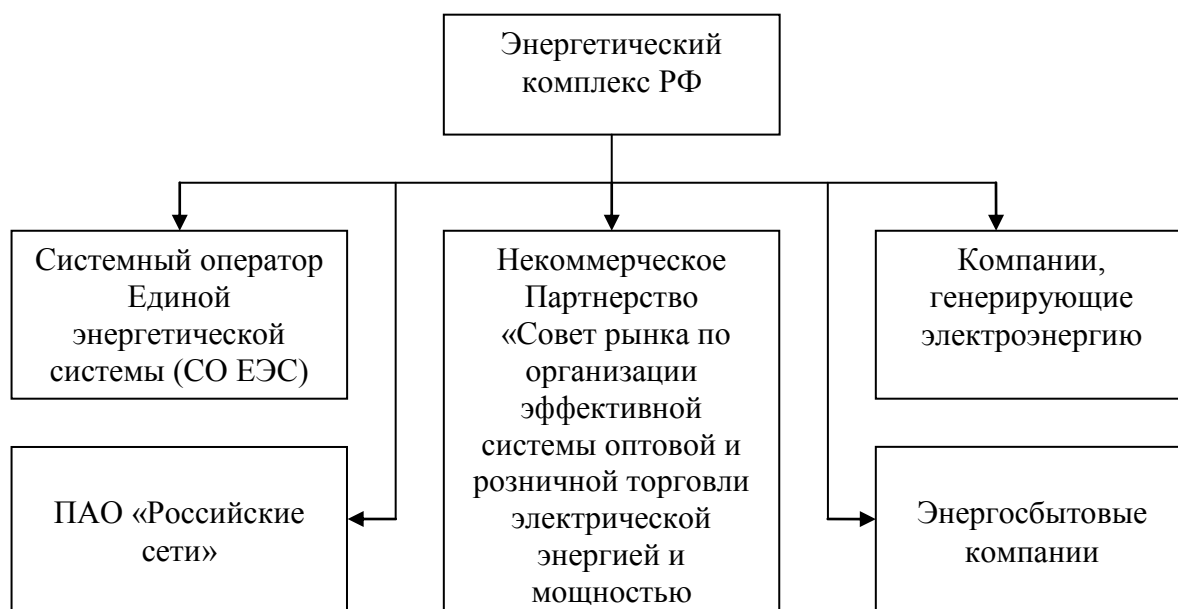 Энергетический
комплекс РФ
Системный оператор
Единой
энергетической
системы (СО ЕЭС)
Некоммерческое
Партнерство
«Совет рынка по
организации
эффективной
системы оптовой и
розничной торговли
электрической
энергией и
мощностью
Компании,
генерирующие
электроэнергию
ПАО «Российские
сети»
Энергосбытовые
компании